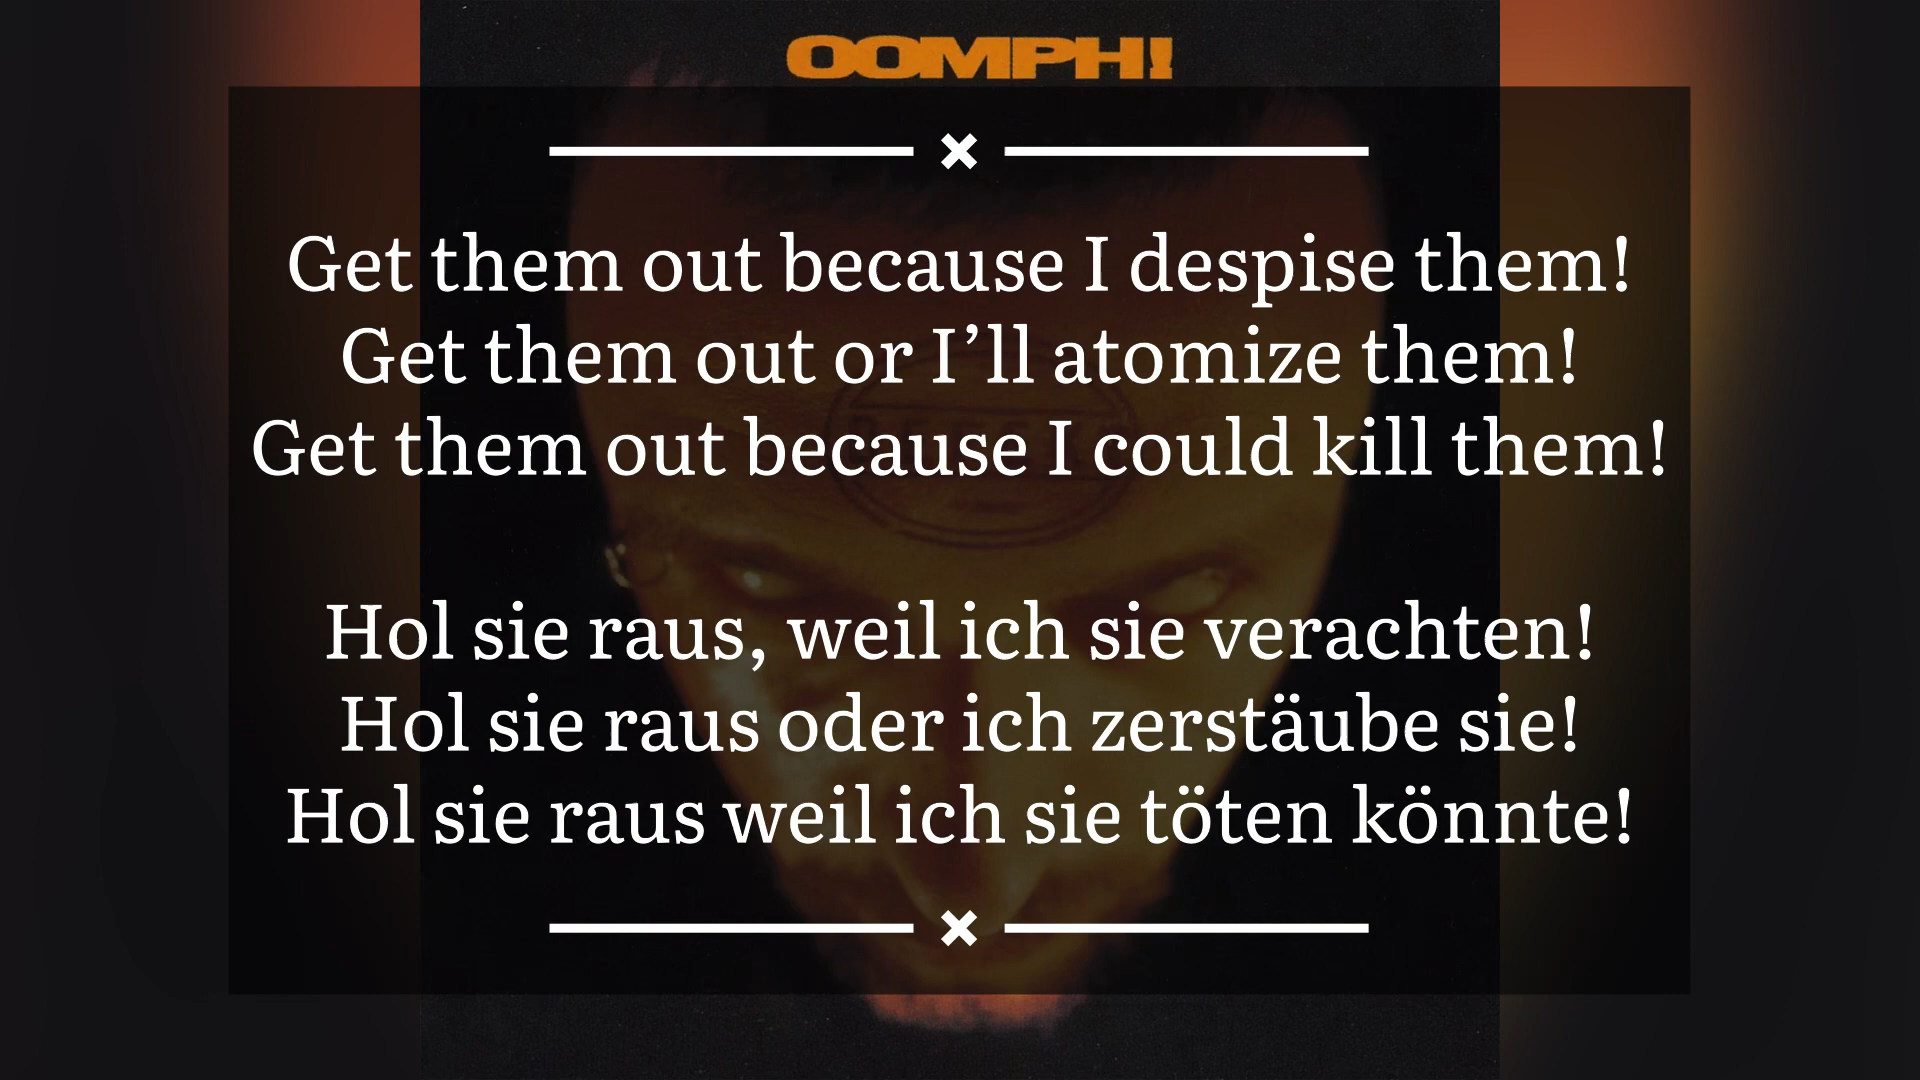 OOMPH!
Get them out because I despise them!
Get them out or I’ll atomize them!
Get them out because I could kill them!
Hol sie raus, weil ich sie verachten!
Hol sie raus oder ich zerstäube sie!
Hol sie raus weil ich sie töten könnte!